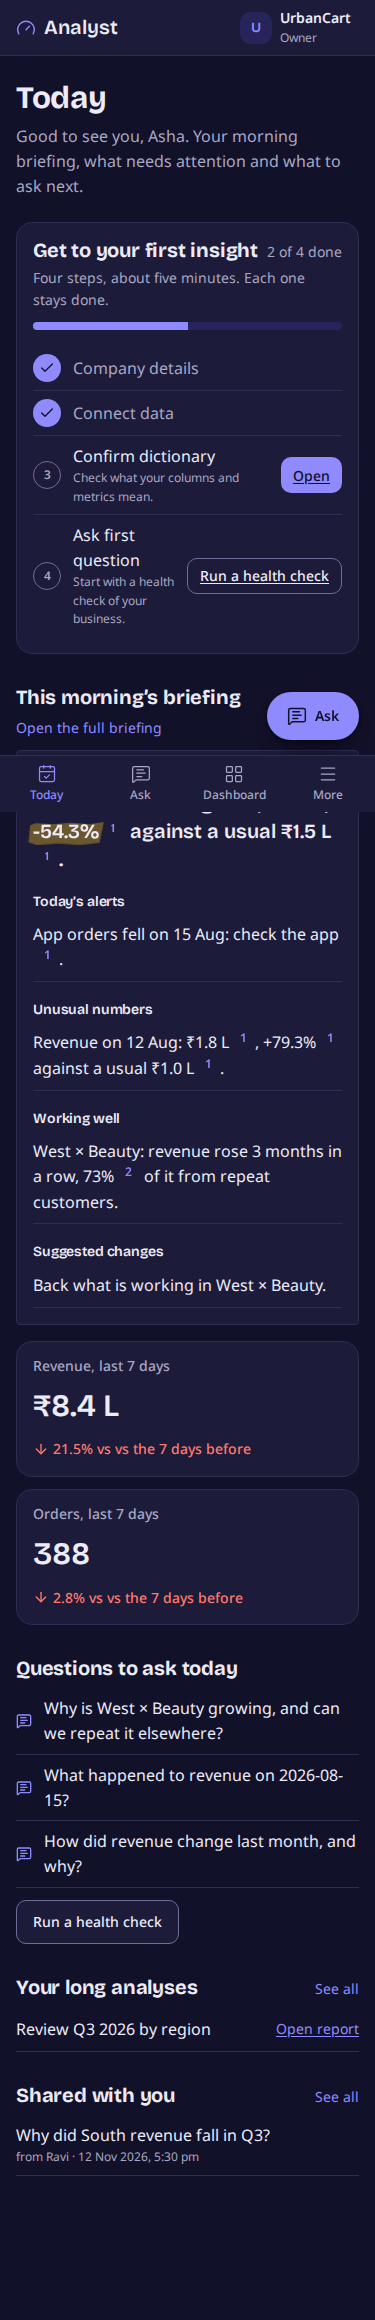 Analyst
U
UrbanCart
Owner
Today
Good to see you, Asha. Your morning
briefing, what needs attention and what to
ask next.
Get to your first insight
2 of 4 done
Four steps, about five minutes. Each one
stays done.
Company details
Connect data
3
Confirm dictionary
Check what your columns and
metrics mean.
Open
4
Ask first
question
Start with a health
check of your
business.
Run a health check
This morning's briefing
Open the full briefing
Ask
Today
Ask
Dashboard
More
-54.3% 1 against a usual ₹1.5 L
1 .
Today's alerts
App orders fell on 15 Aug: check the app
1 .
Unusual numbers
Revenue on 12 Aug: ₹1.8 L 1 , +79.3% 1
against a usual ₹1.0 L 1 .
Working well
West × Beauty: revenue rose 3 months in
a row, 73% 2 of it from repeat
customers.
Suggested changes
Back what is working in West × Beauty.
Revenue, last 7 days
₹8.4 L
↓ 21.5% vs vs the 7 days before
Orders, last 7 days
388
↓ 2.8% vs vs the 7 days before
Questions to ask today
Why is West × Beauty growing, and can
we repeat it elsewhere?
What happened to revenue on 2026-08-
15?
How did revenue change last month, and
why?
Run a health check
Your long analyses
See all
Review Q3 2026 by region
Open report
Shared with you
See all
Why did South revenue fall in Q3?
from Ravi · 12 Nov 2026, 5:30 pm